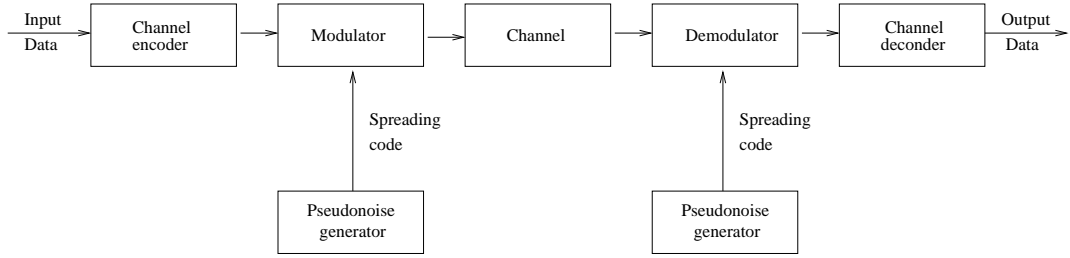 Input
Data
Channel
encoder
Modulator
Channel
Demodulator
Channel
deconder
Output
Data
Spreading
code
Spreading
code
Pseudonoise
generator
Pseudonoise
generator